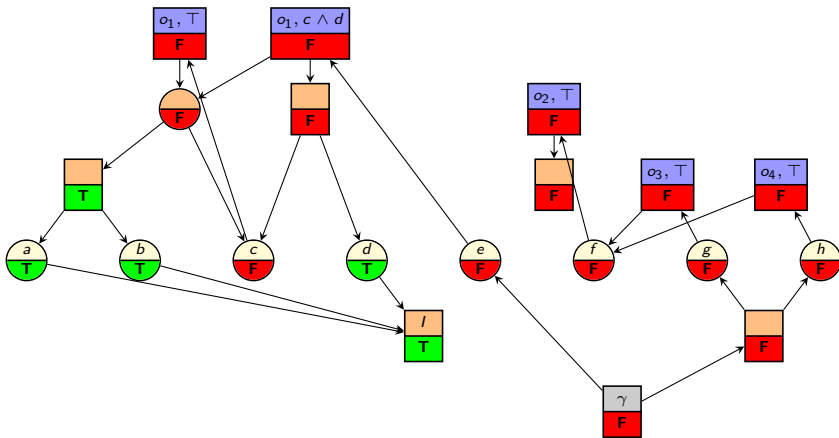 o₁, ⊤ o₁, c ∧ d
F F
o₂, ⊤
F F F
o₃, ⊤ o₄, ⊤
T F F F
a b c d e f g h
T T F T F F F F
I
T F
γ
F